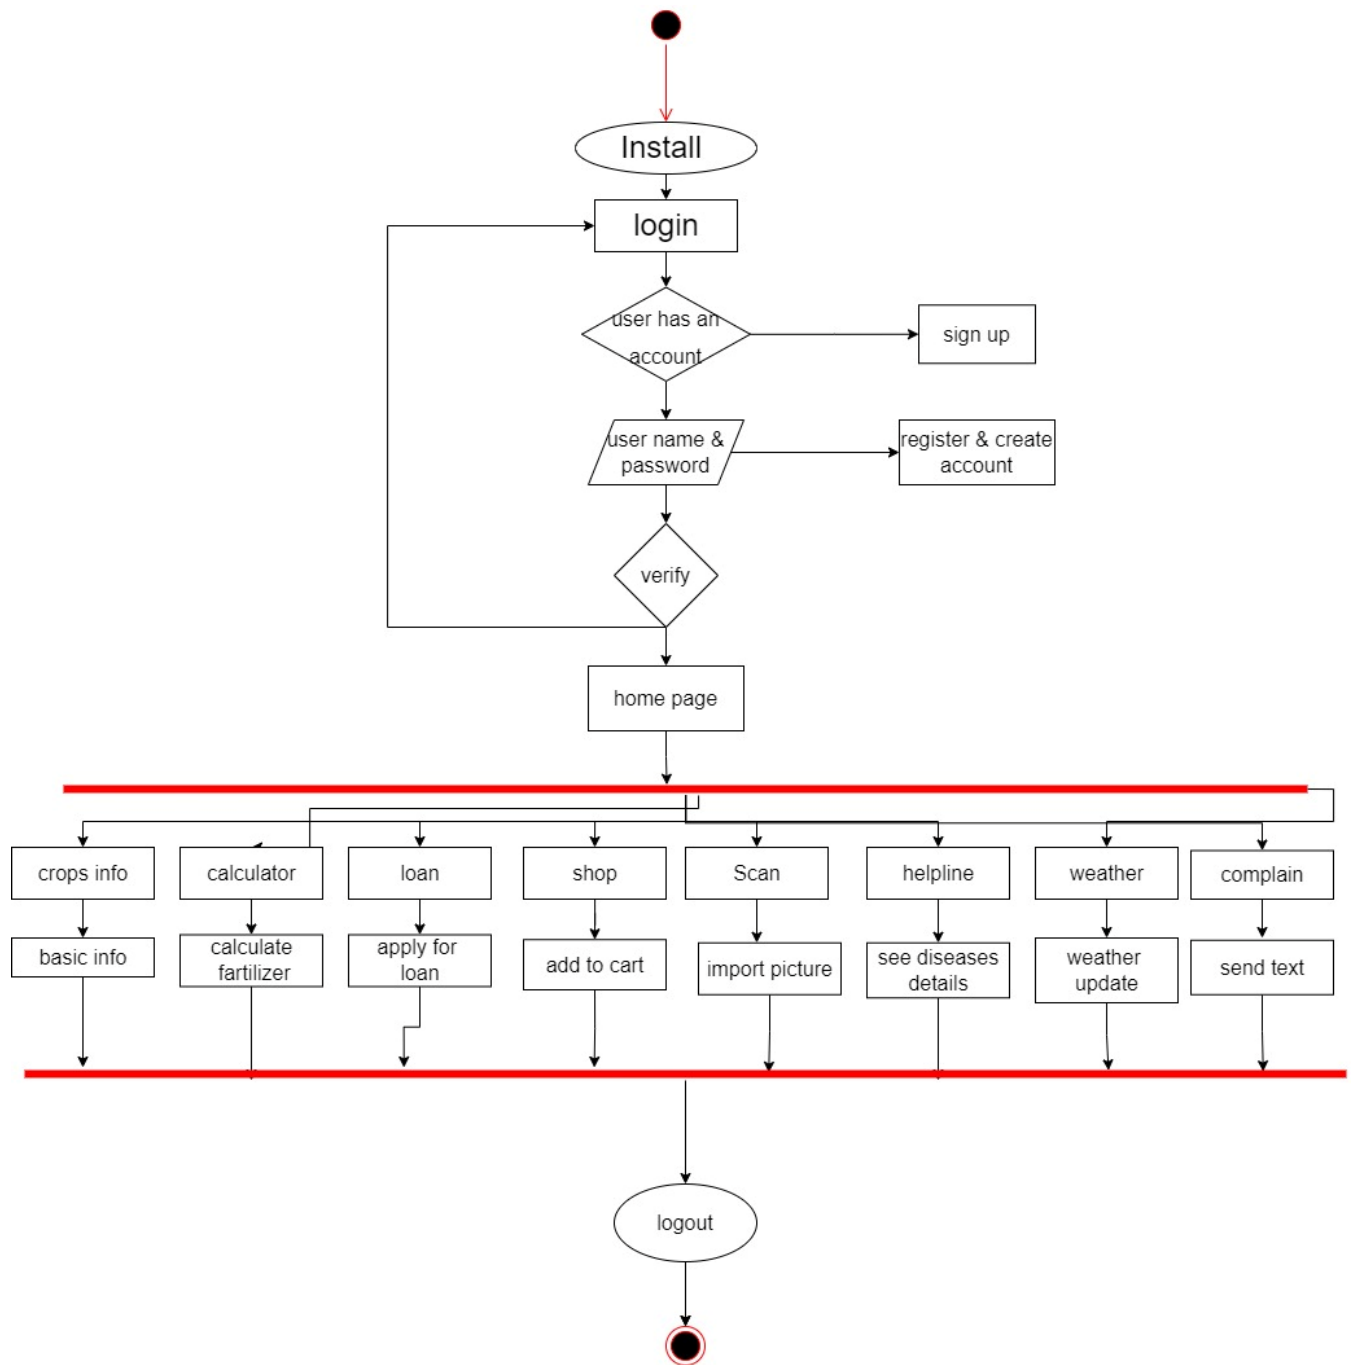 Install
login
user has an
account
sign up
user name &
password
register & create
account
verify
home page
crops info
calculator
loan
shop
Scan
helpline
weather
complain
basic info
calculate
fartilizer
apply for
loan
add to cart
import picture
see diseases
details
weather
update
send text
logout